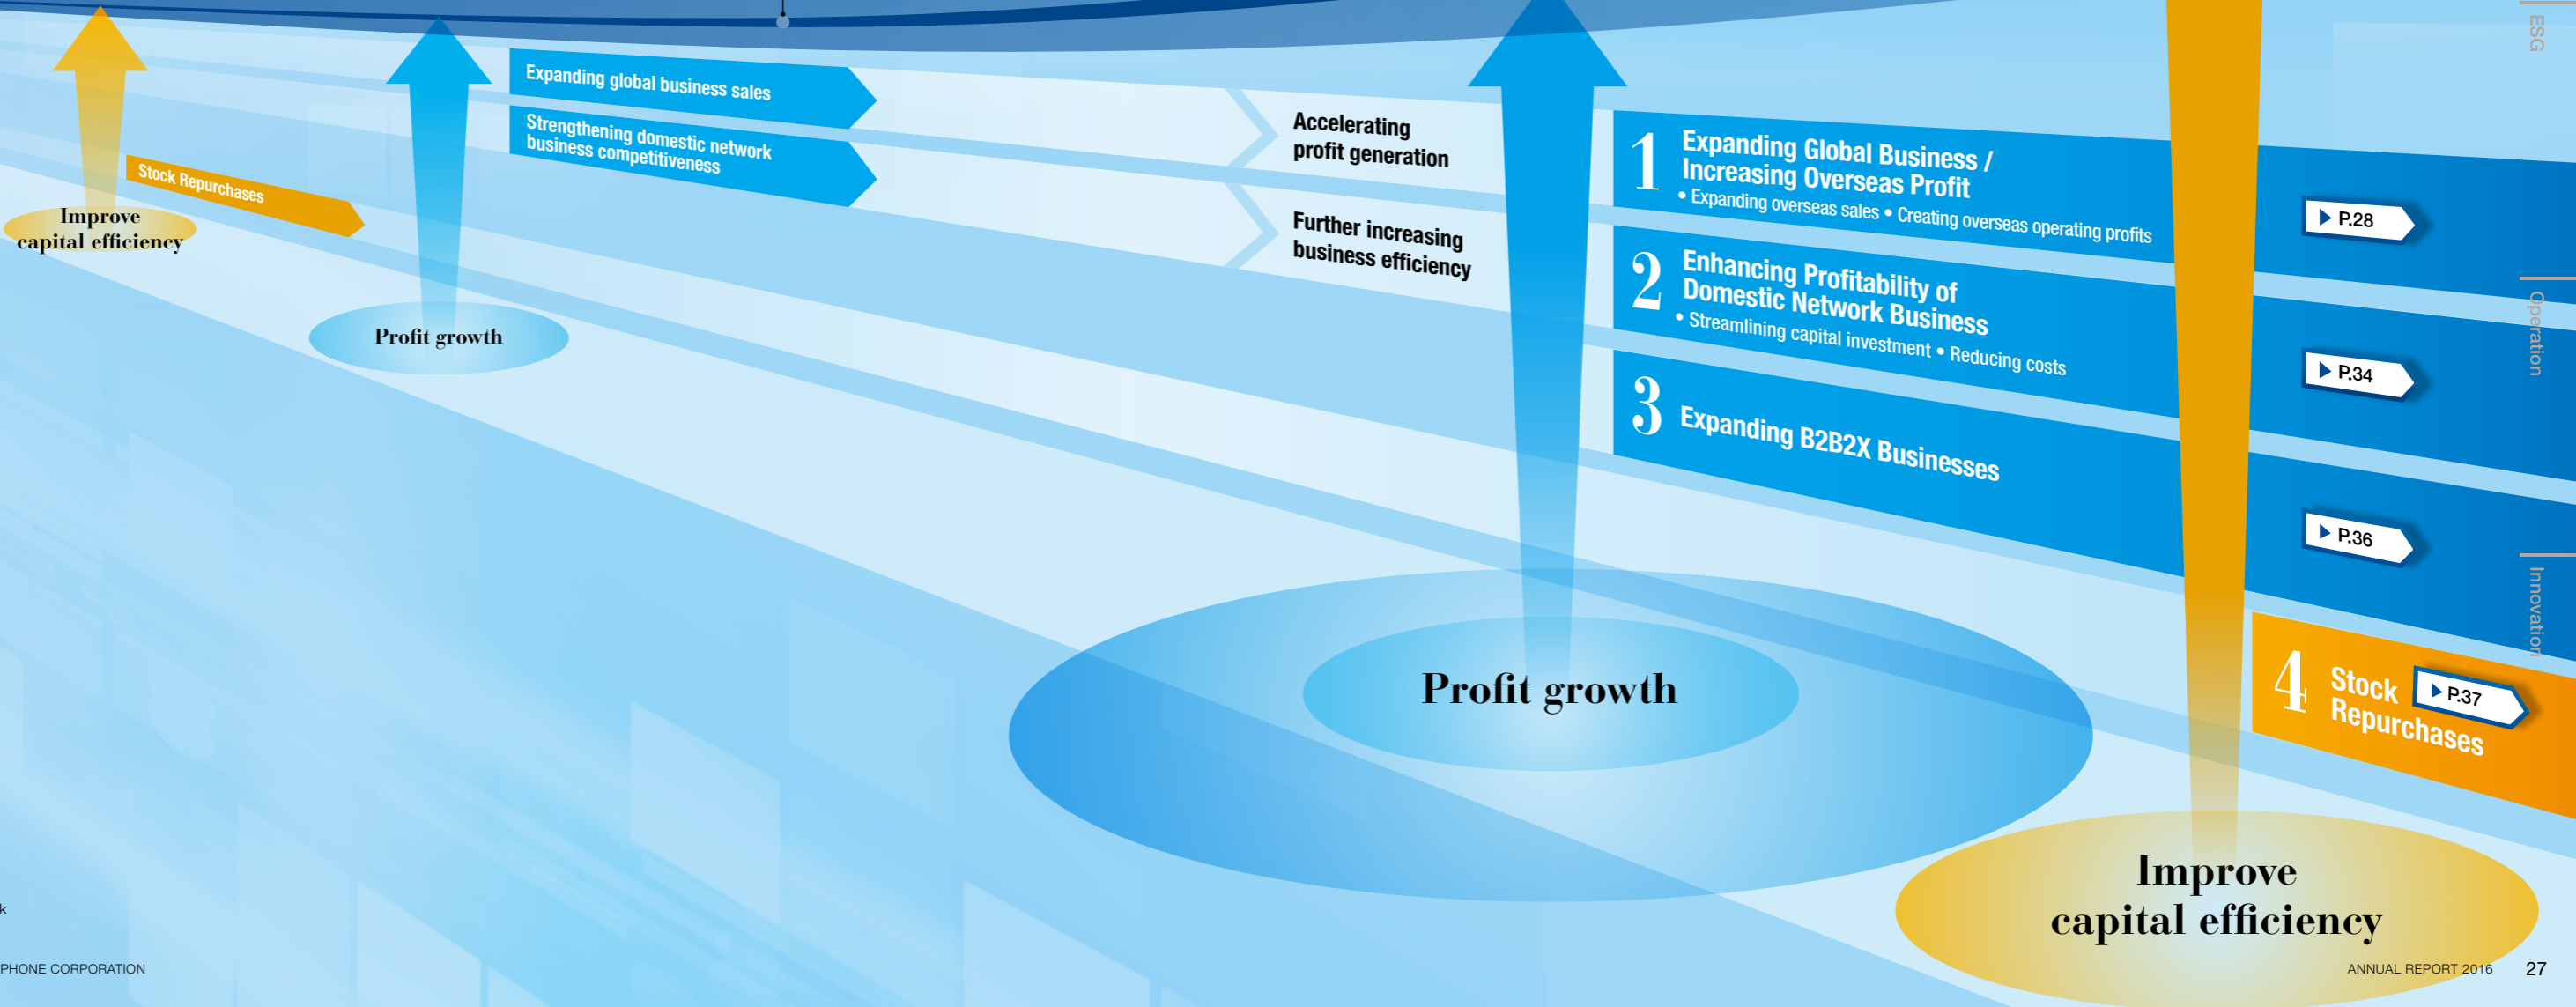 Expanding global business sales
Strengthening domestic network
business competitiveness
Stock Repurchases
Improve
capital efficiency
Profit growth
Accelerating
profit generation
Further increasing
business efficiency
1
Expanding Global Business /
Increasing Overseas Profit
• Expanding overseas sales • Creating overseas operating profits
P.28
2
Enhancing Profitability of
Domestic Network Business
• Streamlining capital investment • Reducing costs
P.34
3
Expanding B2B2X Businesses
P.36
4
Stock
Repurchases
P.37
Profit growth
Improve
capital efficiency
ESG
Operation
Innovation
k
PHONE CORPORATION
ANNUAL REPORT 2016
27